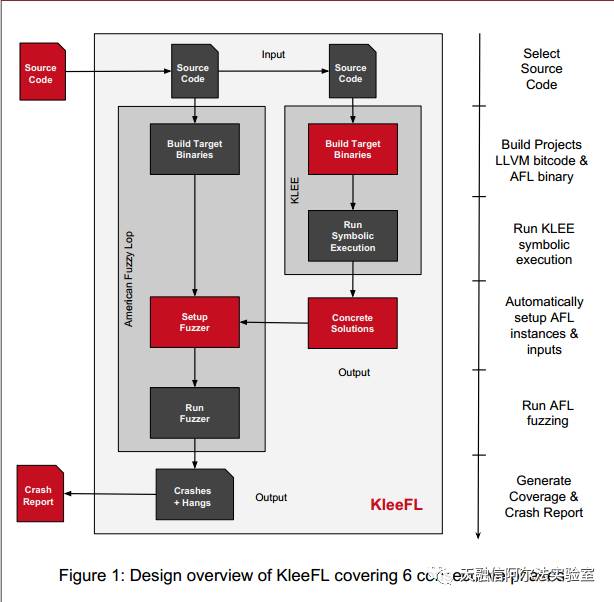 Source
Code
Source
Code
Input
Source
Code
Select
Source
Code
Build Target
Binaries
KLEE
Build Target
Binaries
Build Projects
LLVM bitcode &
AFL binary
Run
Symbolic
Execution
Run KLEE
symbolic
execution
American Fuzzy Lop
Setup
Fuzzer
Concrete
Solutions
Automatically
setup AFL
instances &
inputs
Output
Run
Fuzzer
Run AFL
fuzzing
Crash
Report
Crashes
+ Hangs
Output
KleeFL
Generate
Coverage &
Crash Report
Figure 1: Design overview of KleeFL covering 6
天融信阿尔法实验室